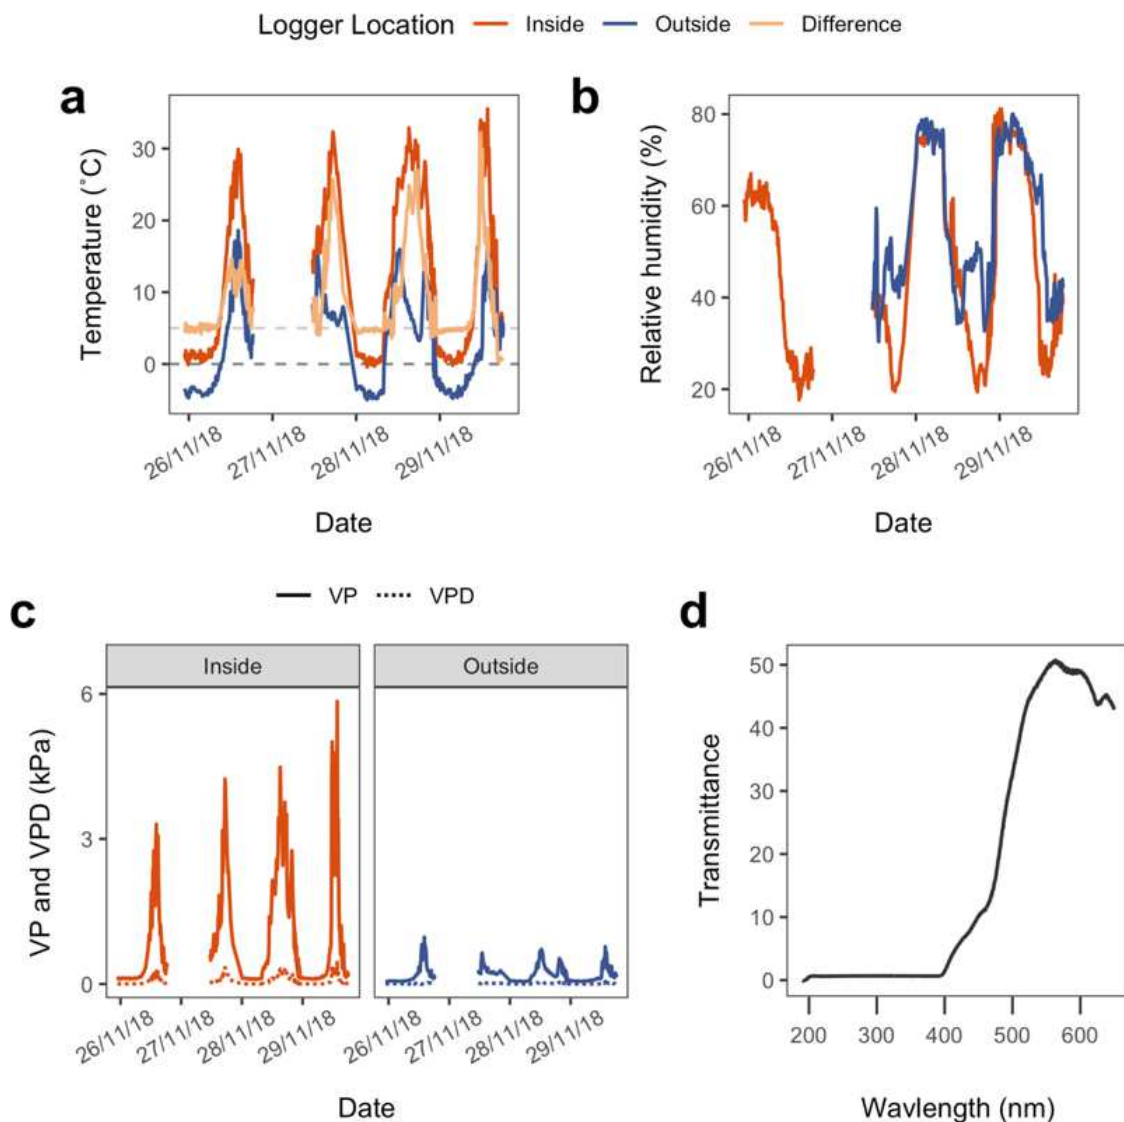 Logger Location Inside Outside Difference
a
Temperature (˚C)
30
20
10
0
26/11/18
27/11/18
28/11/18
29/11/18
Date
b
Relative humidity (%)
80
60
40
20
26/11/18
27/11/18
28/11/18
29/11/18
Date
VP VPD
c
Inside
Outside
VP and VPD (kPa)
6
3
0
26/11/18
27/11/18
28/11/18
29/11/18
26/11/18
27/11/18
28/11/18
29/11/18
Date
d
Transmittance
50
40
30
20
10
0
200
300
400
500
600
Wavlength (nm)